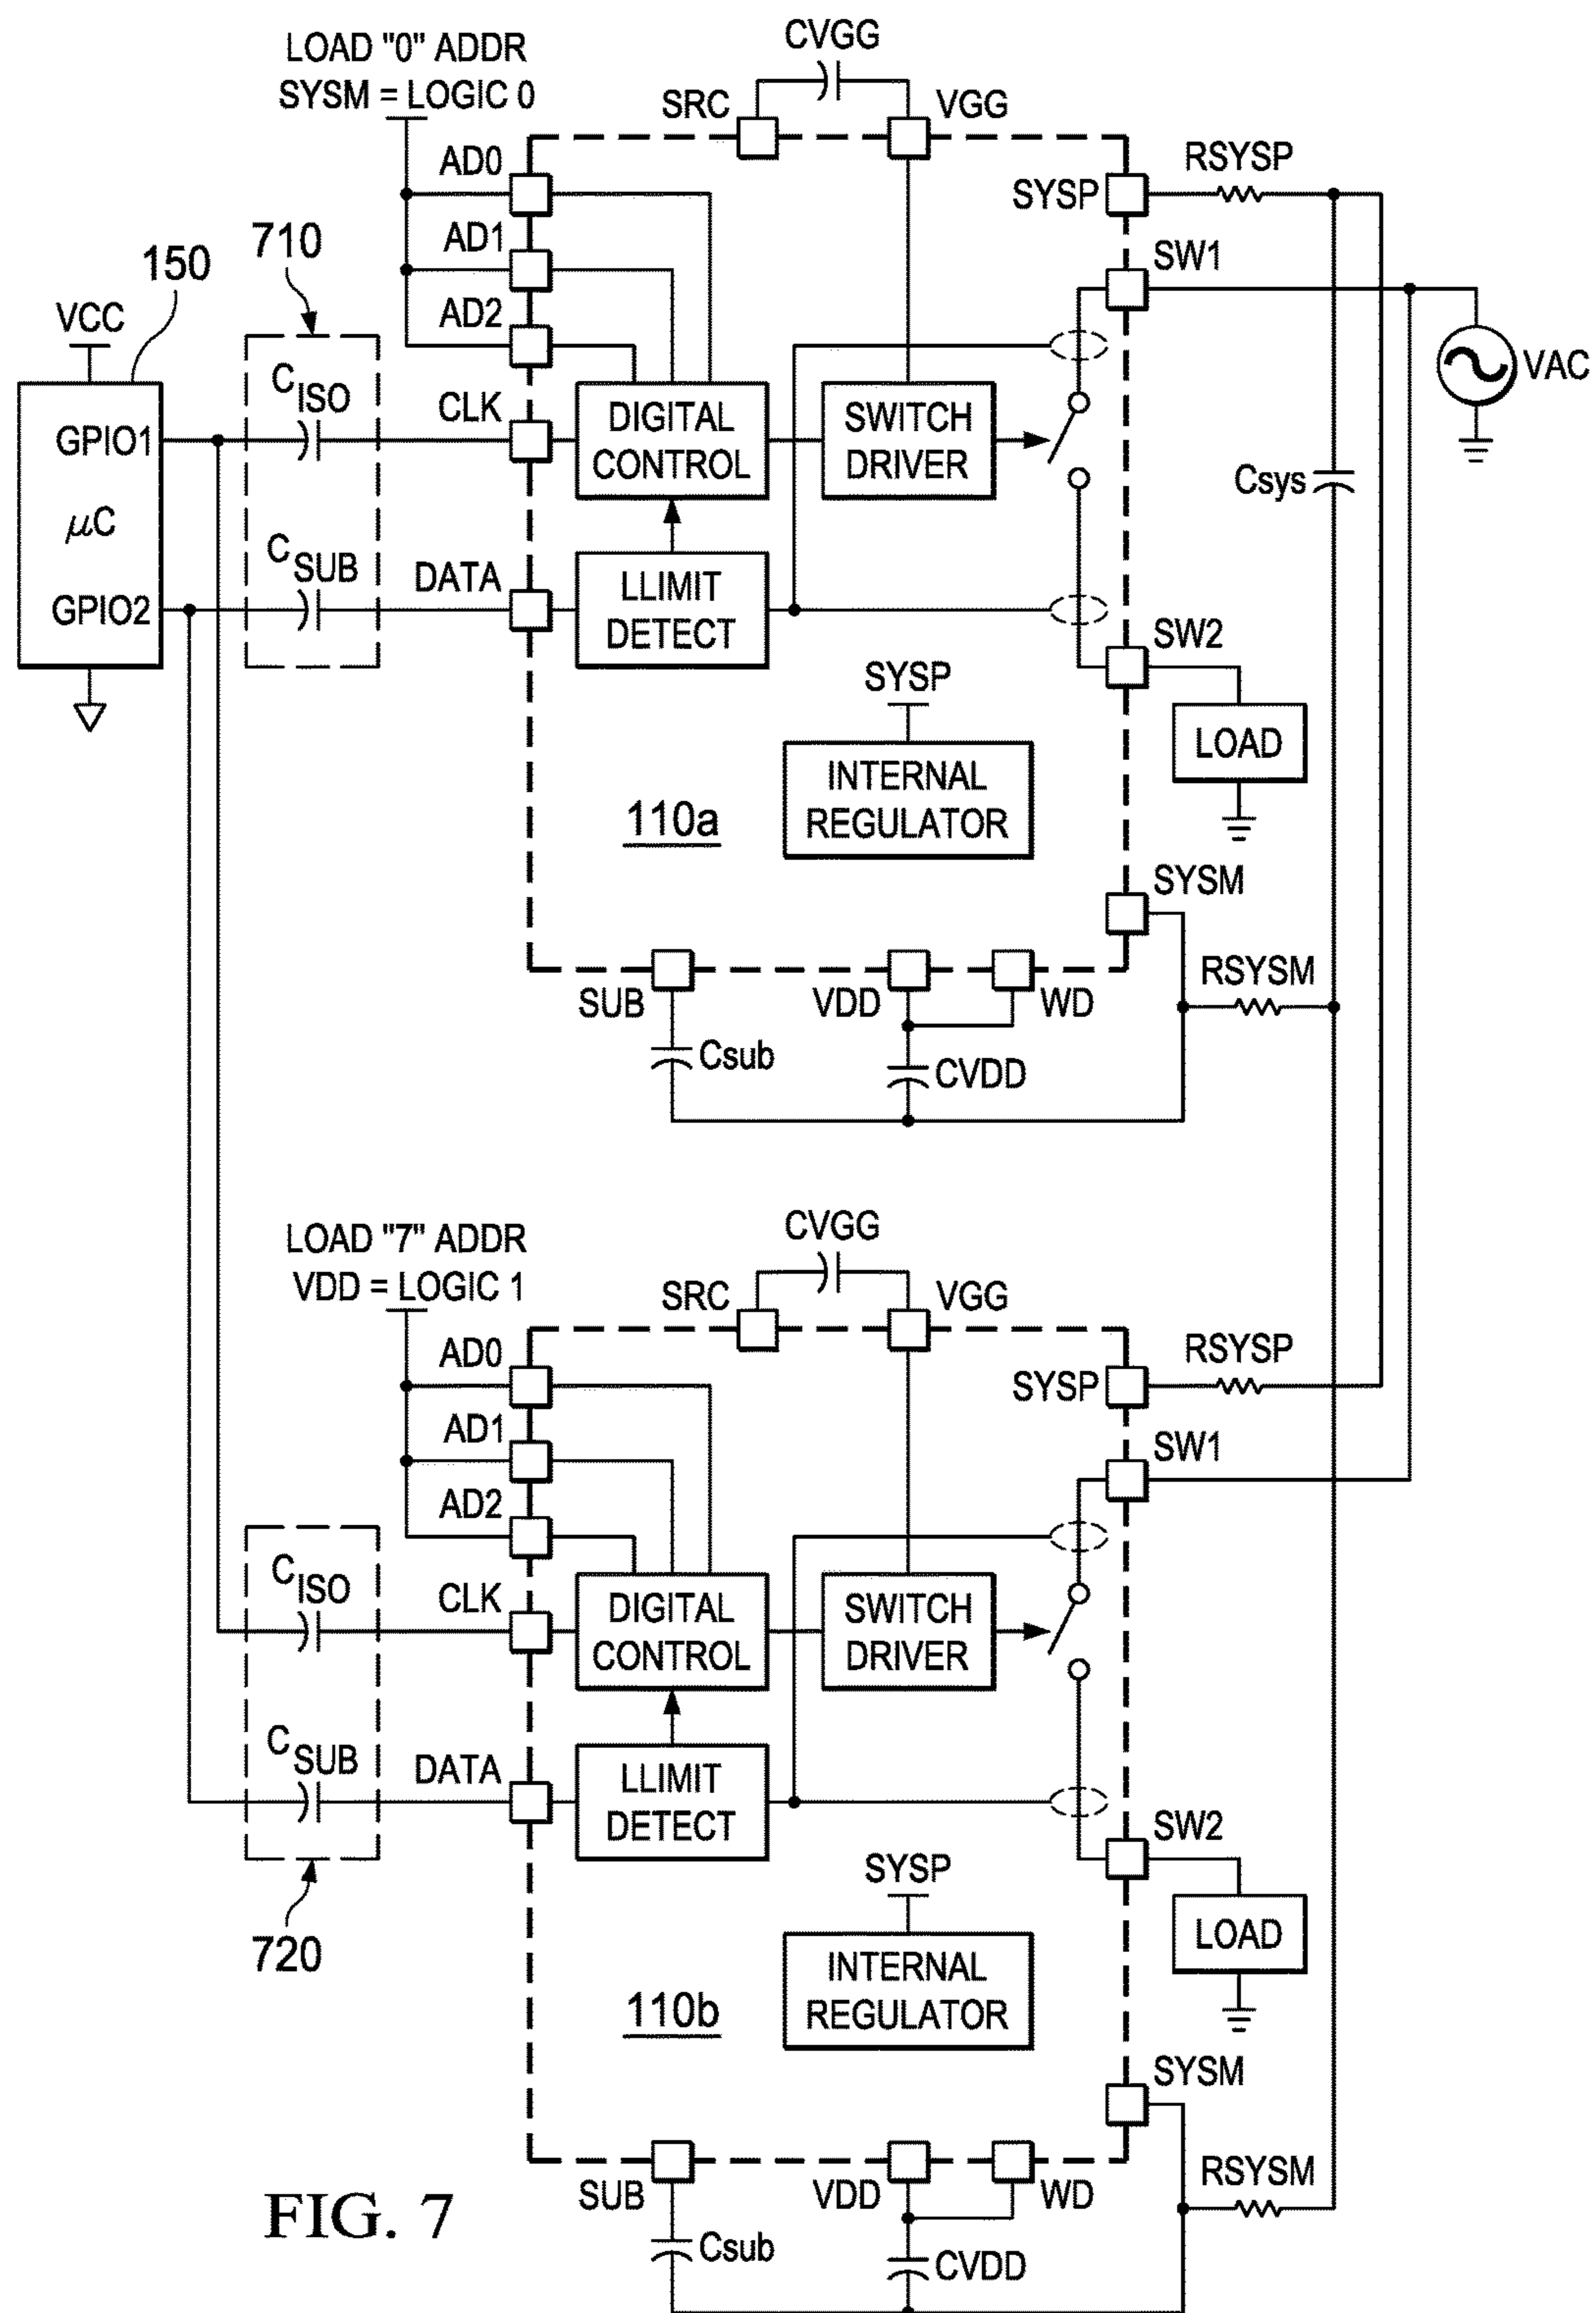 LOAD "0" ADDR
SYSM = LOGIC 0
CVGG
SRC
VGG
AD0
AD1
AD2
SYSP
RSYSP
SW1
710
150
VCC
CISO
CLK
GPIO1
µC
GPIO2
CSUB
DATA
DIGITAL
CONTROL
SWITCH
DRIVER
LLIMIT
DETECT
VAC
Csys
SW2
LOAD
SYSP
INTERNAL
REGULATOR
110a
SYSM
RSYSM
SUB
VDD
WD
Csub
CVDD
LOAD "7" ADDR
VDD = LOGIC 1
CVGG
SRC
VGG
AD0
AD1
AD2
SYSP
RSYSP
SW1
CISO
CLK
DIGITAL
CONTROL
SWITCH
DRIVER
CSUB
DATA
LLIMIT
DETECT
SW2
LOAD
720
SYSP
INTERNAL
REGULATOR
110b
SYSM
RSYSM
SUB
VDD
WD
Csub
CVDD
FIG. 7